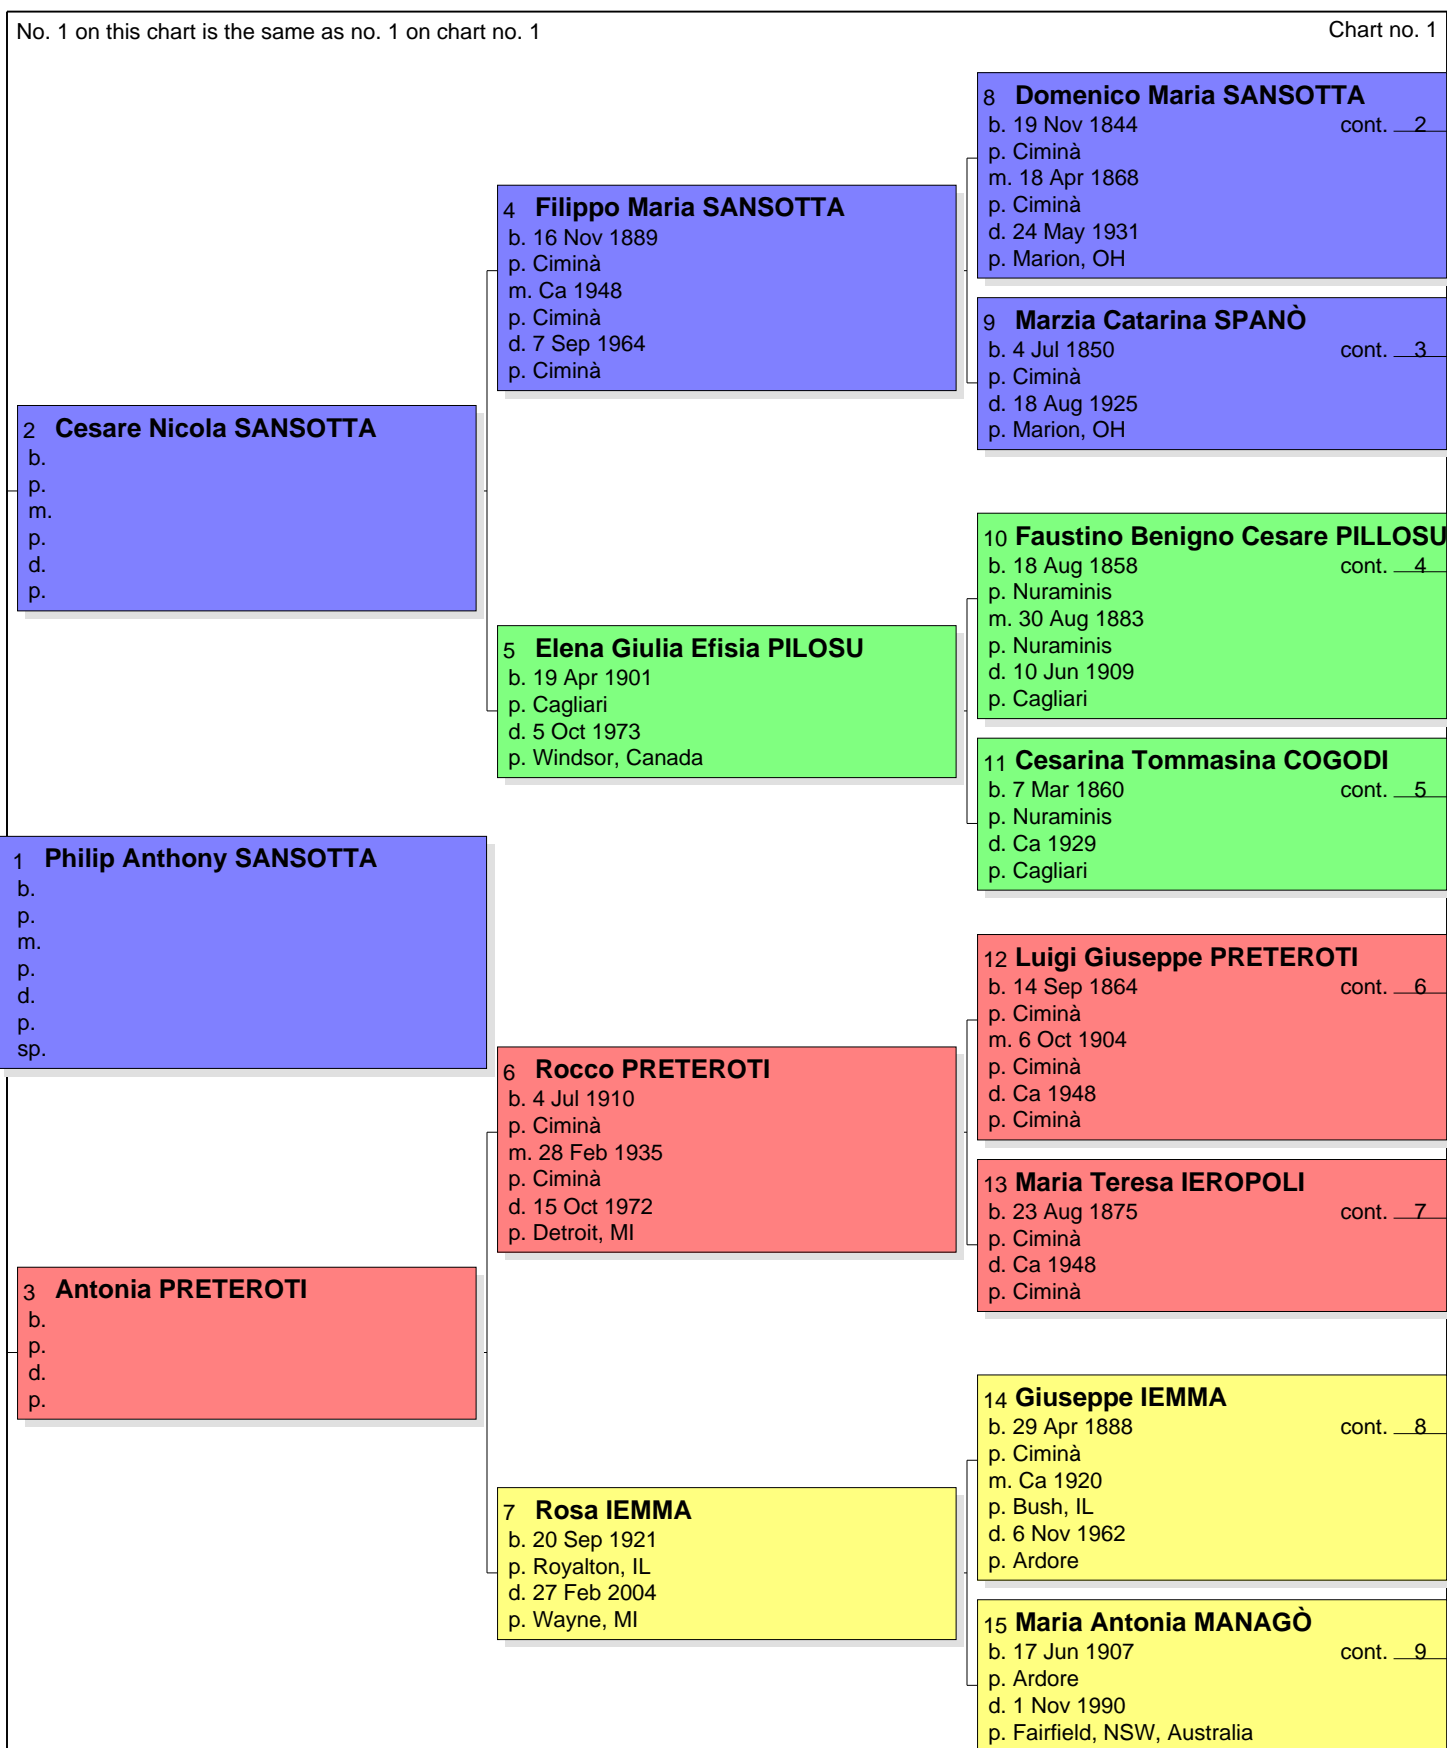 No. 1 on this chart is the same as no. 1 on chart no. 1
Chart no. 1
8 Domenico Maria SANSOTTA
b. 19 Nov 1844 cont. 2
p. Ciminà
m. 18 Apr 1868
p. Ciminà
d. 24 May 1931
p. Marion, OH
4 Filippo Maria SANSOTTA
b. 16 Nov 1889
p. Ciminà
m. Ca 1948
p. Ciminà
d. 7 Sep 1964
p. Ciminà
9 Marzia Catarina SPANÒ
b. 4 Jul 1850 cont. 3
p. Ciminà
d. 18 Aug 1925
p. Marion, OH
2 Cesare Nicola SANSOTTA
b.
p.
m.
p.
d.
p.
10 Faustino Benigno Cesare PILLOSU
b. 18 Aug 1858 cont. 4
p. Nuraminis
m. 30 Aug 1883
p. Nuraminis
d. 10 Jun 1909
p. Cagliari
5 Elena Giulia Efisia PILOSU
b. 19 Apr 1901
p. Cagliari
d. 5 Oct 1973
p. Windsor, Canada
11 Cesarina Tommasina COGODI
b. 7 Mar 1860 cont. 5
p. Nuraminis
d. Ca 1929
p. Cagliari
1 Philip Anthony SANSOTTA
b.
p.
m.
p.
d.
p.
sp.
12 Luigi Giuseppe PRETEROTI
b. 14 Sep 1864 cont. 6
p. Ciminà
m. 6 Oct 1904
p. Ciminà
d. Ca 1948
p. Ciminà
6 Rocco PRETEROTI
b. 4 Jul 1910
p. Ciminà
m. 28 Feb 1935
p. Ciminà
d. 15 Oct 1972
p. Detroit, MI
13 Maria Teresa IEROPOLI
b. 23 Aug 1875 cont. 7
p. Ciminà
d. Ca 1948
p. Ciminà
3 Antonia PRETEROTI
b.
p.
d.
p.
14 Giuseppe IEMMA
b. 29 Apr 1888 cont. 8
p. Ciminà
m. Ca 1920
p. Bush, IL
d. 6 Nov 1962
p. Ardore
7 Rosa IEMMA
b. 20 Sep 1921
p. Royalton, IL
d. 27 Feb 2004
p. Wayne, MI
15 Maria Antonia MANAGÒ
b. 17 Jun 1907 cont. 9
p. Ardore
d. 1 Nov 1990
p. Fairfield, NSW, Australia